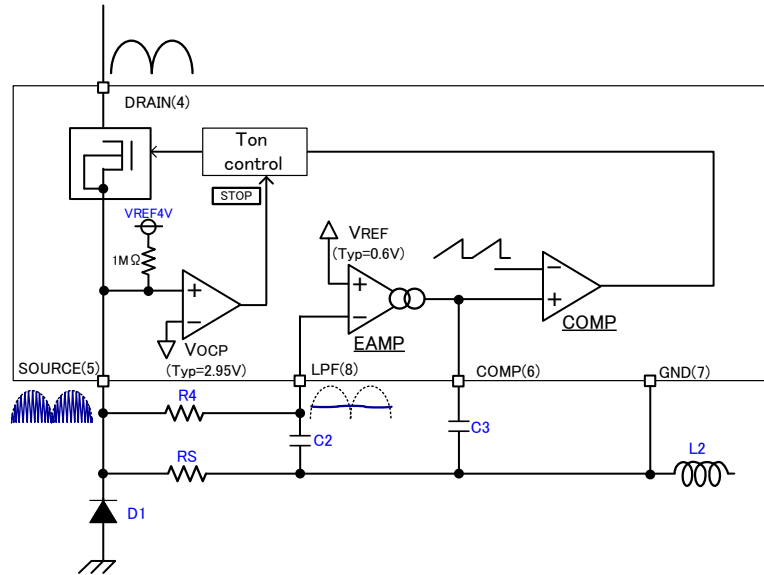 DRAIN(4)
Ton
control
STOP
VREF4V
1MΩ
VREF
(Typ=0.6V)
+
−
EAMP
−
+
COMP
+
−
VOCP
(Typ=2.95V)
SOURCE(5)
LPF(8)
COMP(6)
GND(7)
R4
C2
C3
RS
L2
D1